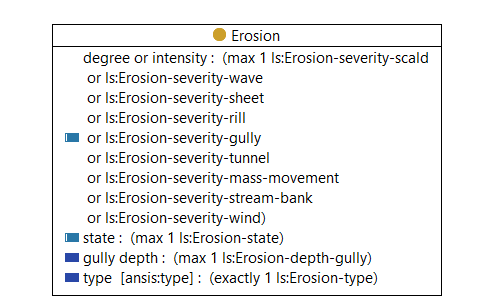 Erosion
degree or intensity : (max 1 ls:Erosion-severity-scald
or ls:Erosion-severity-wave
or ls:Erosion-severity-sheet
or ls:Erosion-severity-rill
or ls:Erosion-severity-gully
or ls:Erosion-severity-tunnel
or ls:Erosion-severity-mass-movement
or ls:Erosion-severity-stream-bank
or ls:Erosion-severity-wind)
state : (max 1 ls:Erosion-state)
gully depth : (max 1 ls:Erosion-depth-gully)
type [ansis:type] : (exactly 1 ls:Erosion-type)